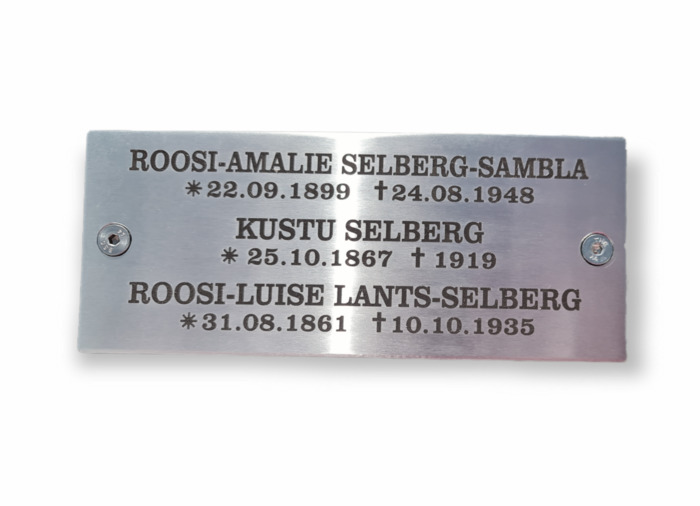 ROOSI-AMALIE SELBERG-SAMBLA
✳22.09.1899 ✝24.08.1948
KUSTU SELBERG
✳ 25.10.1867 ✝ 1919
ROOSI-LUISE LANTS-SELBERG
✳31.08.1861 ✝10.10.1935